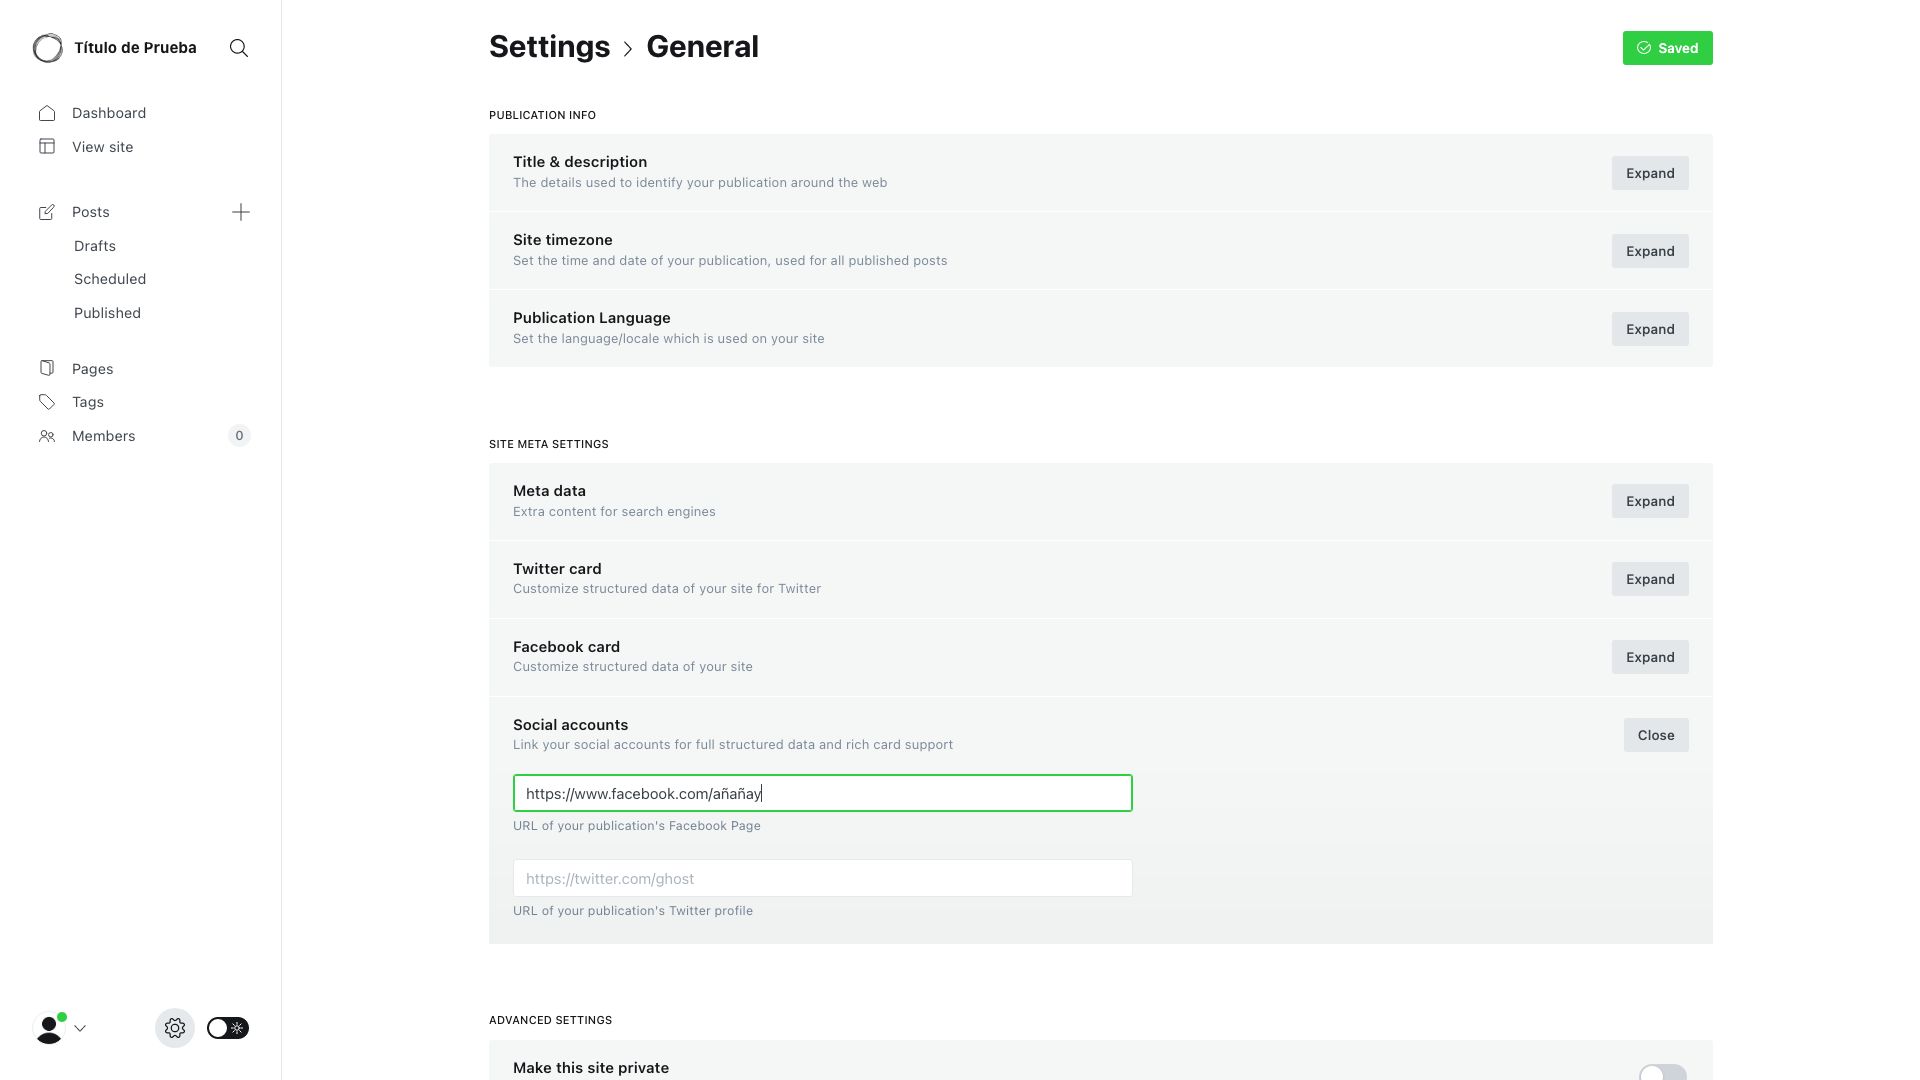 Título de Prueba
Dashboard
View site
Posts
Drafts
Scheduled
Published
Pages
Tags
Members
0
Settings > General
Saved
PUBLICATION INFO
Title & description
The details used to identify your publication around the web
Expand
Site timezone
Set the time and date of your publication, used for all published posts
Expand
Publication Language
Set the language/locale which is used on your site
Expand
SITE META SETTINGS
Meta data
Extra content for search engines
Expand
Twitter card
Customize structured data of your site for Twitter
Expand
Facebook card
Customize structured data of your site
Expand
Social accounts
Link your social accounts for full structured data and rich card support
Close
https://www.facebook.com/añañay
URL of your publication's Facebook Page
https://twitter.com/ghost
URL of your publication's Twitter profile
ADVANCED SETTINGS
Make this site private